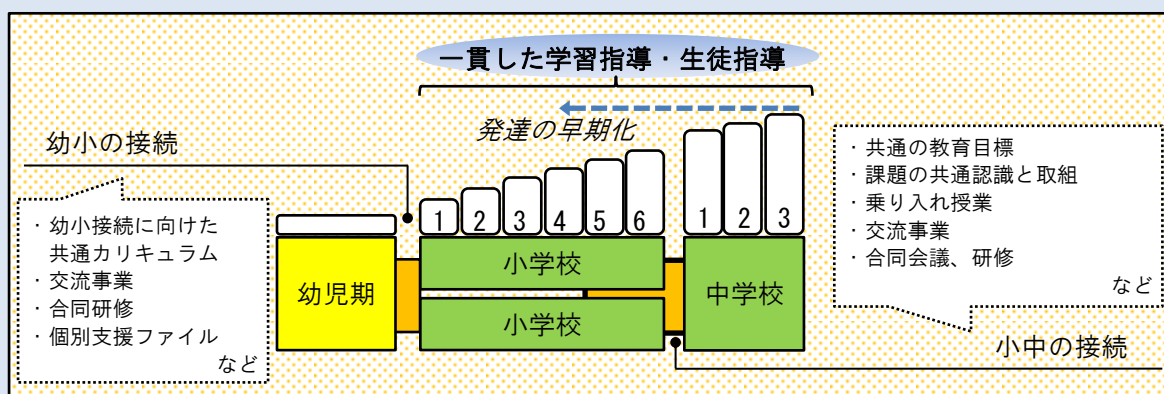 一貫した学習指導・生徒指導
発達の早期化
幼小の接続
・幼小接続に向けた
共通カリキュラム
・交流事業
・合同研修
・個別支援ファイル
など
1 2 3 4 5 6
1 2 3
幼児期
小学校
小学校
中学校
・共通の教育目標
・課題の共通認識と取組
・乗り入れ授業
・交流事業
・合同会議、研修
など
小中の接続